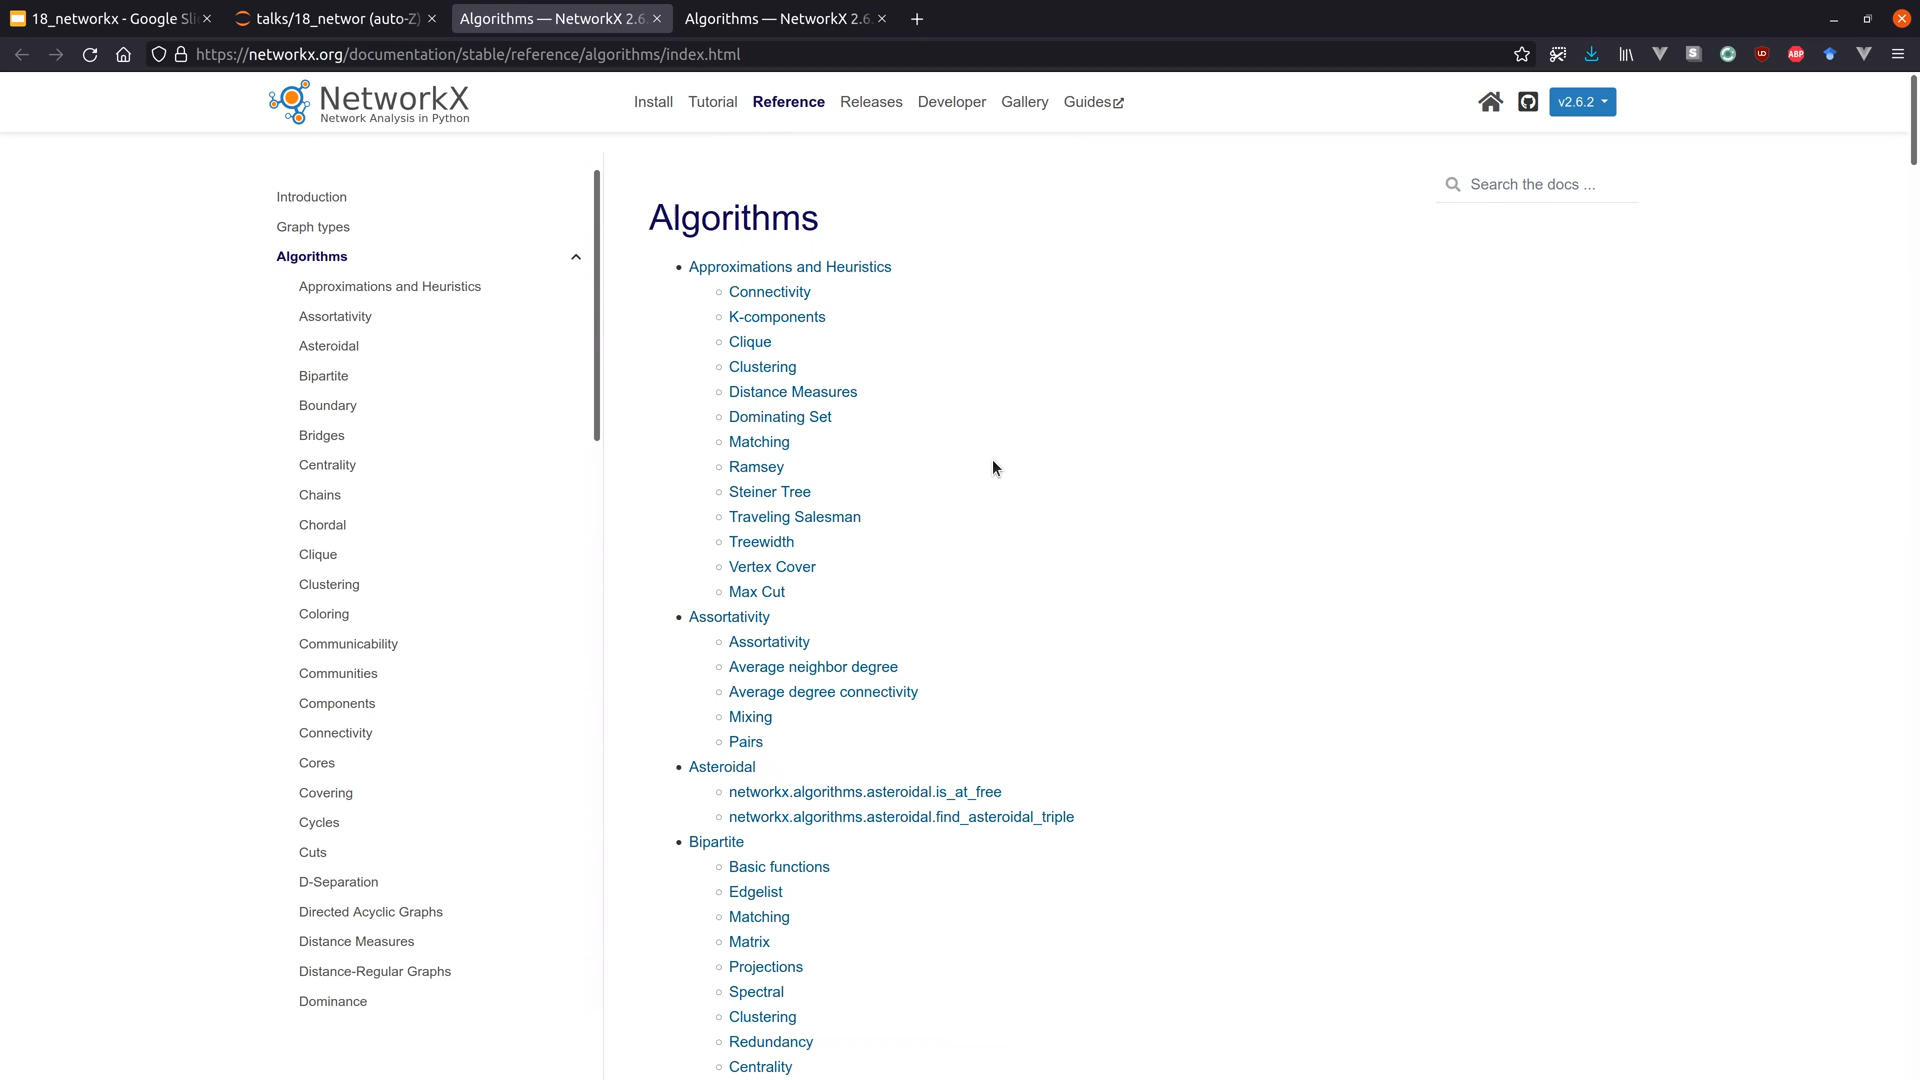 18_networkx - Google Sli
talks/18_networ (auto-Z)
Algorithms — NetworkX 2.6.
Algorithms — NetworkX 2.6.
https://networkx.org/documentation/stable/reference/algorithms/index.html
NetworkX
Network Analysis in Python
Install
Tutorial
Reference
Releases
Developer
Gallery
Guides
v2.6.2
Search the docs ...
Introduction
Graph types
Algorithms
Approximations and Heuristics
Assortativity
Asteroidal
Bipartite
Boundary
Bridges
Centrality
Chains
Chordal
Clique
Clustering
Coloring
Communicability
Communities
Components
Connectivity
Cores
Covering
Cycles
Cuts
D-Separation
Directed Acyclic Graphs
Distance Measures
Distance-Regular Graphs
Dominance
Algorithms
Approximations and Heuristics
Connectivity
K-components
Clique
Clustering
Distance Measures
Dominating Set
Matching
Ramsey
Steiner Tree
Traveling Salesman
Treewidth
Vertex Cover
Max Cut
Assortativity
Assortativity
Average neighbor degree
Average degree connectivity
Mixing
Pairs
Asteroidal
networkx.algorithms.asteroidal.is_at_free
networkx.algorithms.asteroidal.find_asteroidal_triple
Bipartite
Basic functions
Edgelist
Matching
Matrix
Projections
Spectral
Clustering
Redundancy
Centrality